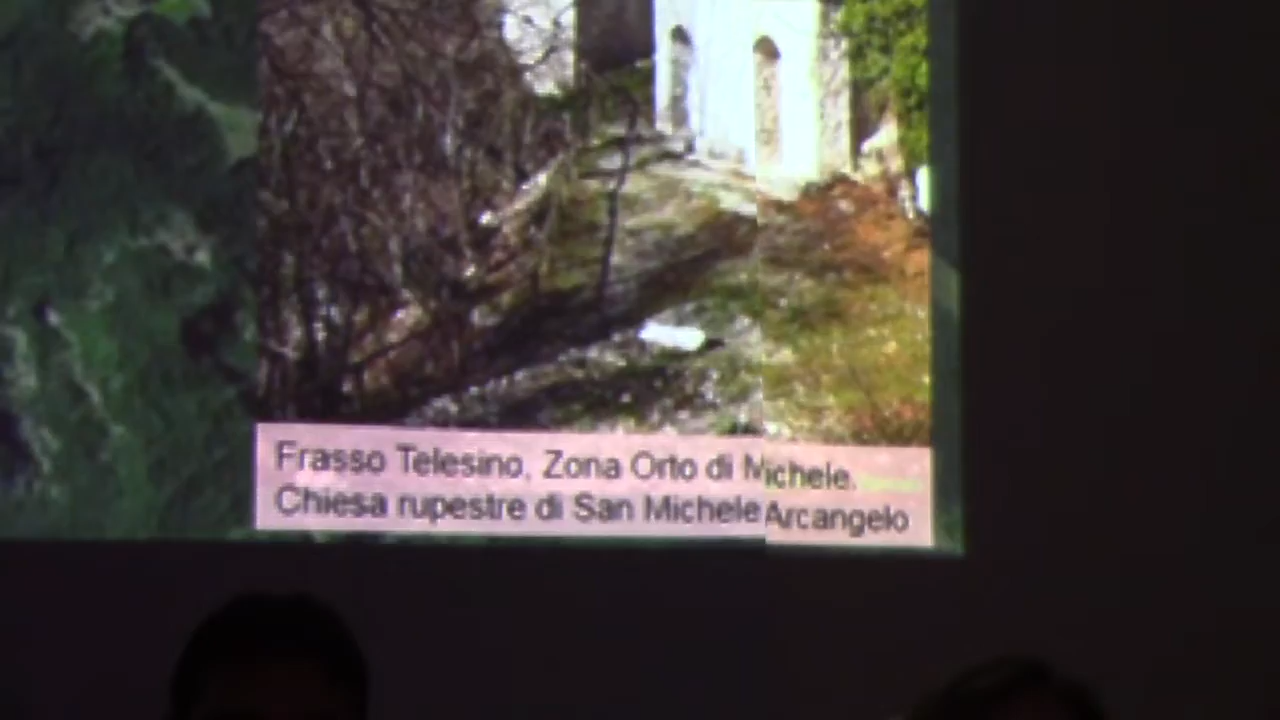 Frasso Telesino, Zona Orto di Michele.
Chiesa rupestre di San Michele Arcangelo